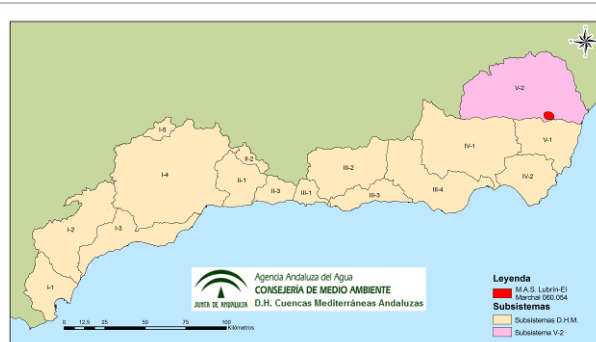 V-2
I-5
I-4
II-2
II-1
II-3
III-1
III-2
III-3
III-4
IV-1
V-1
IV-2
I-2
I-3
I-1
Agencia Andaluza del Agua
CONSEJERÍA DE MEDIO AMBIENTE
JUNTA DE ANDALUCIA
D.H. Cuencas Mediterráneas Andaluzas
0 12,5 25 50 75 100
Kilómetros
Leyenda
M.A.S. Lubrín-El
Marchal 060.054
Subsistemas
Subsistemas D.H.M.
Subsistema V-2